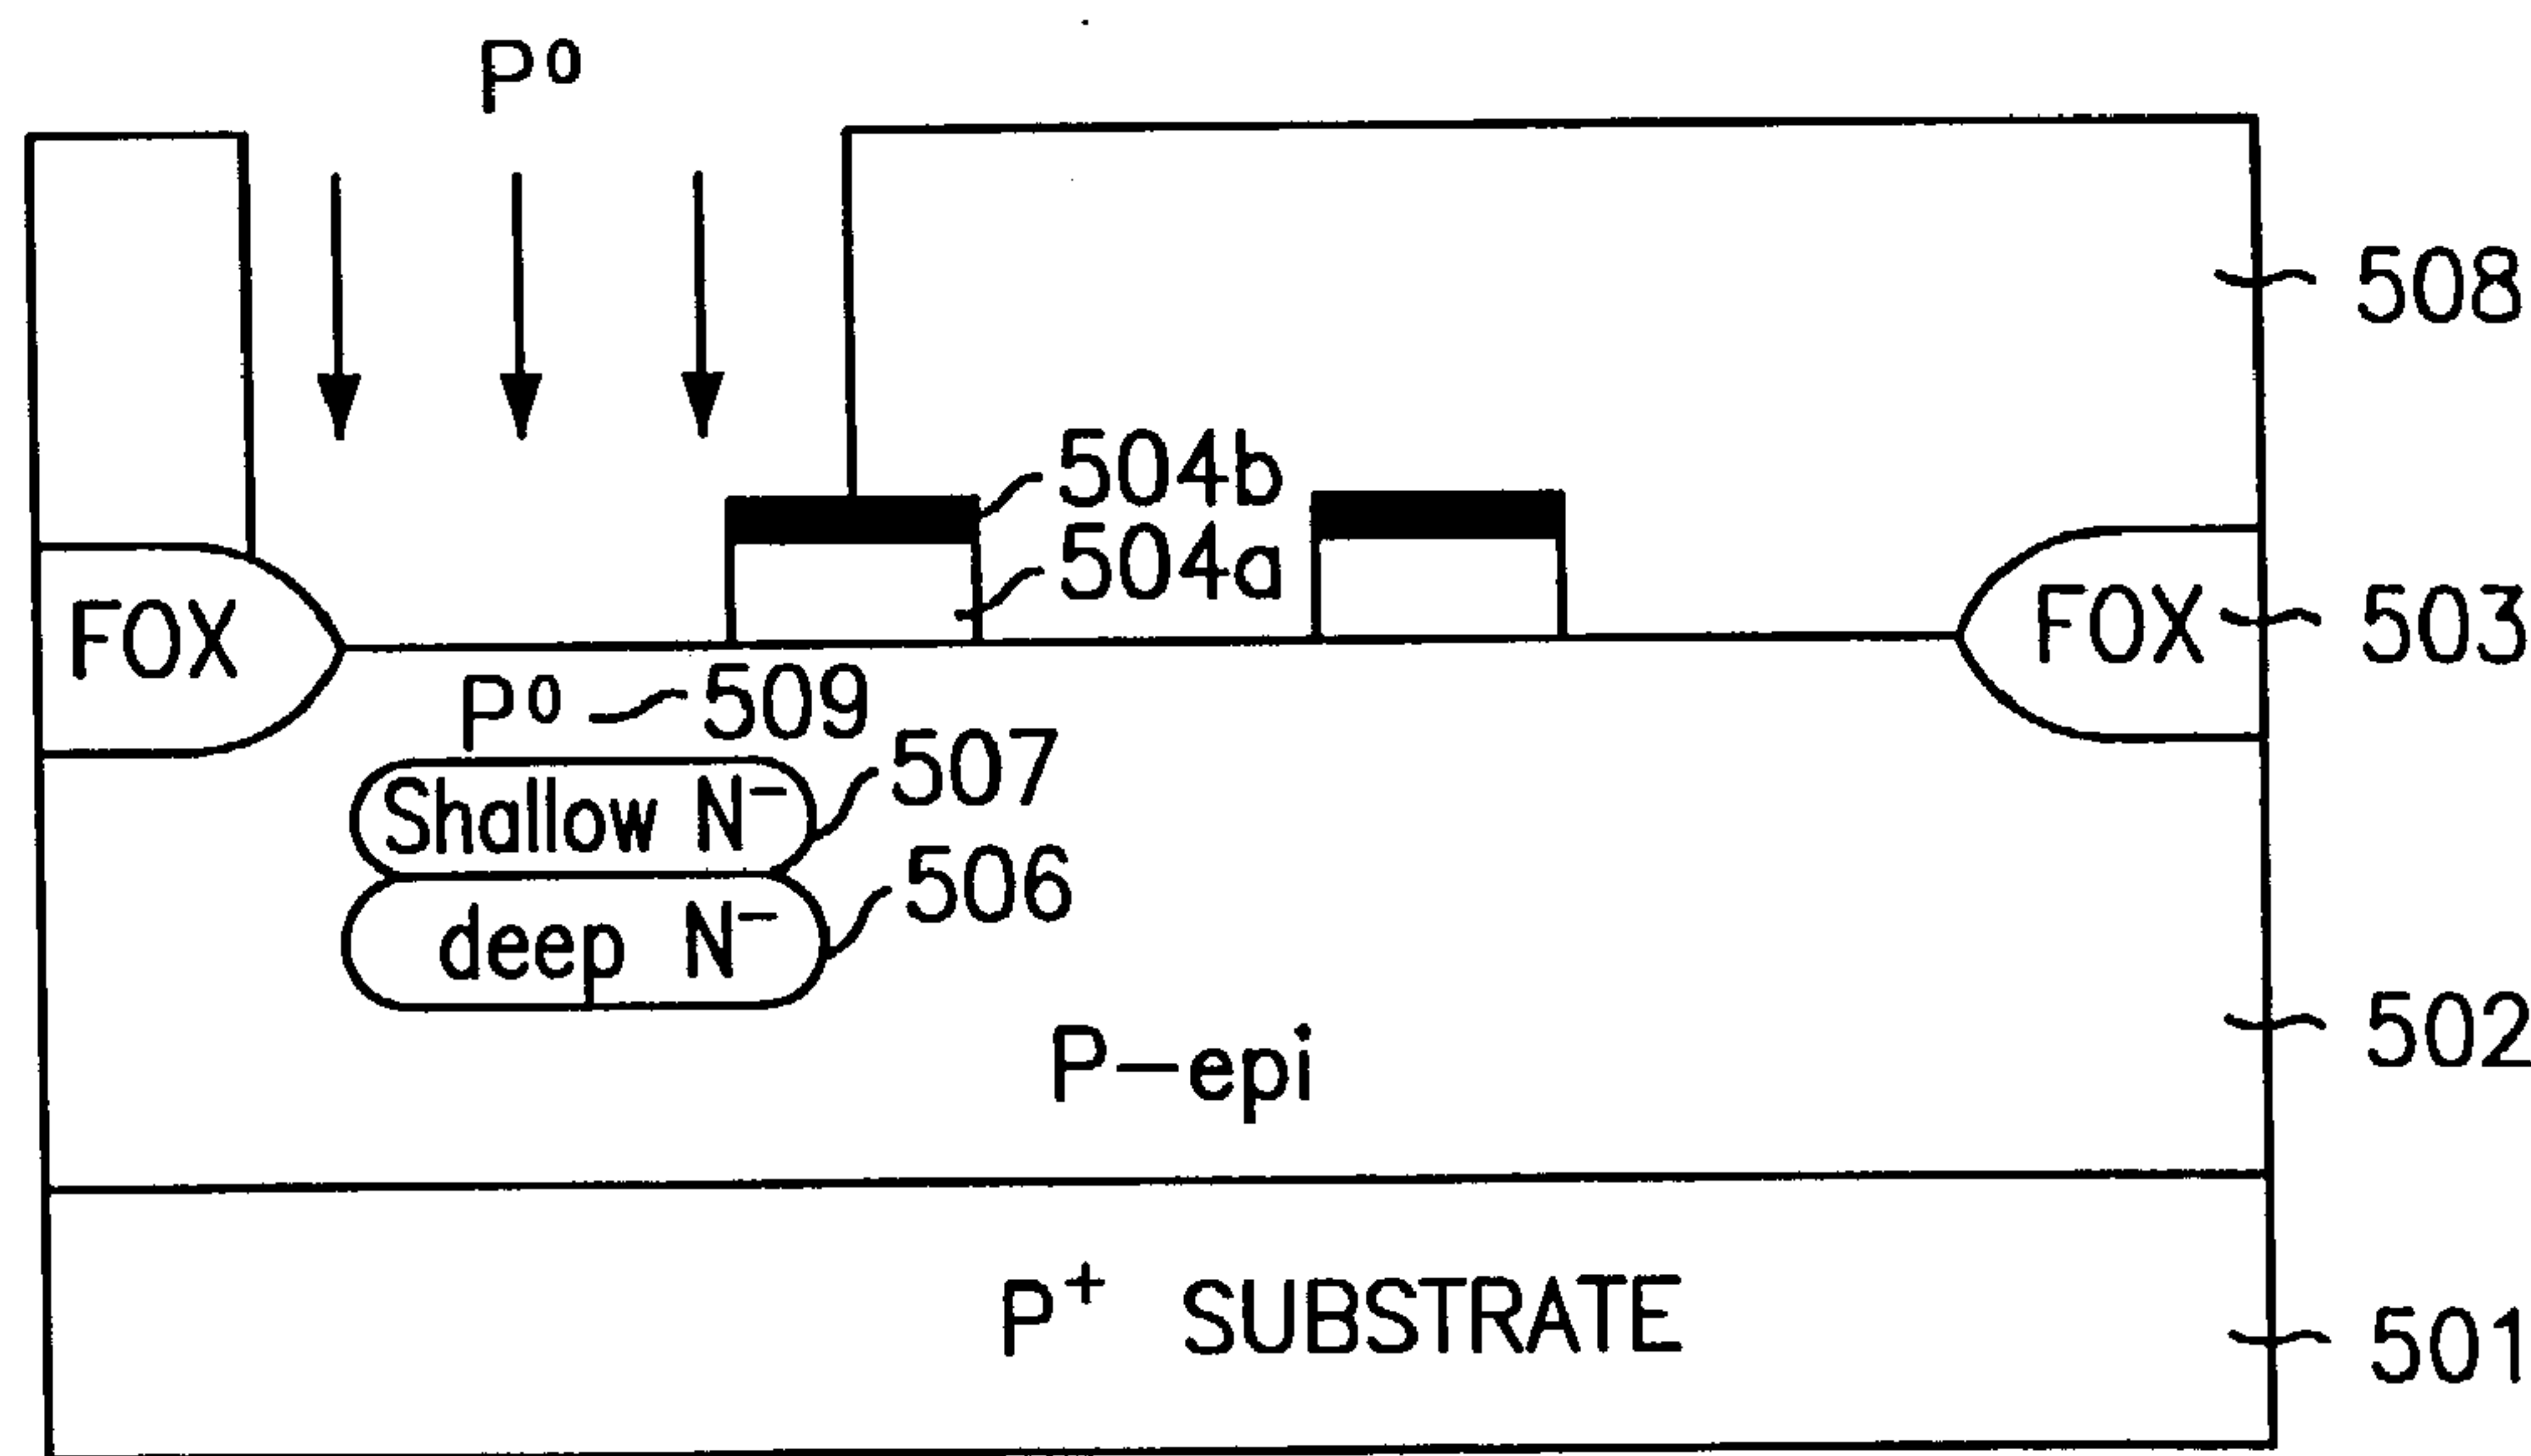 P⁰
508
504b
504a
FOX
FOX
503
P⁰
509
507
Shallow N⁻
506
deep N⁻
502
P-epi
P⁺ SUBSTRATE
501